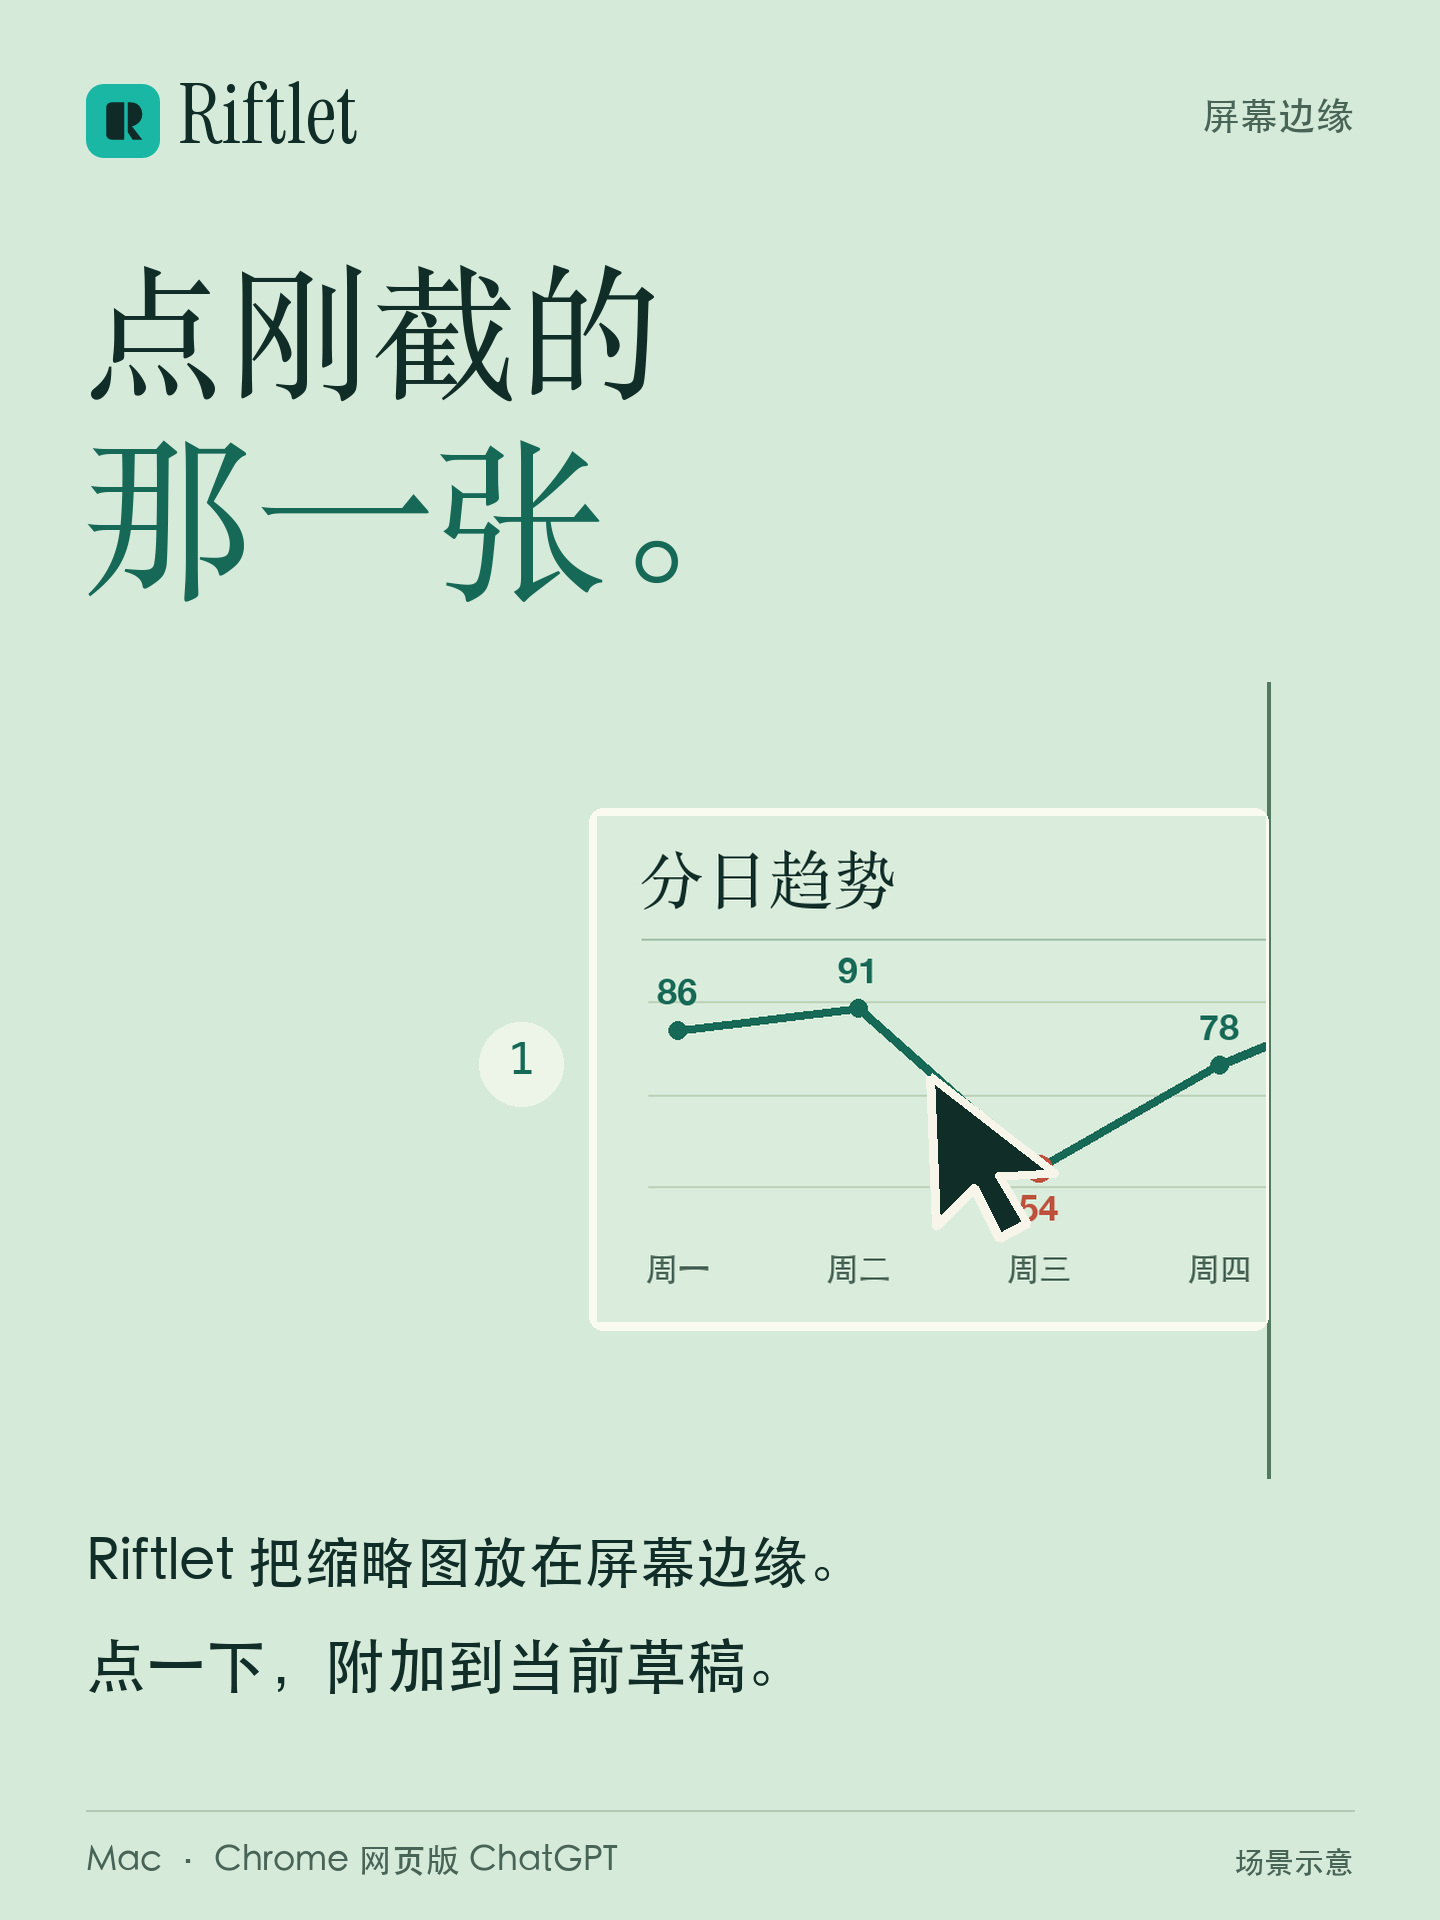 Riftlet
屏幕边缘
点刚截的
那一张。
分日趋势
86
91
78
54
1
周一 周二 周三 周四
Riftlet 把缩略图放在屏幕边缘。
点一下，附加到当前草稿。
Mac · Chrome 网页版 ChatGPT
场景示意